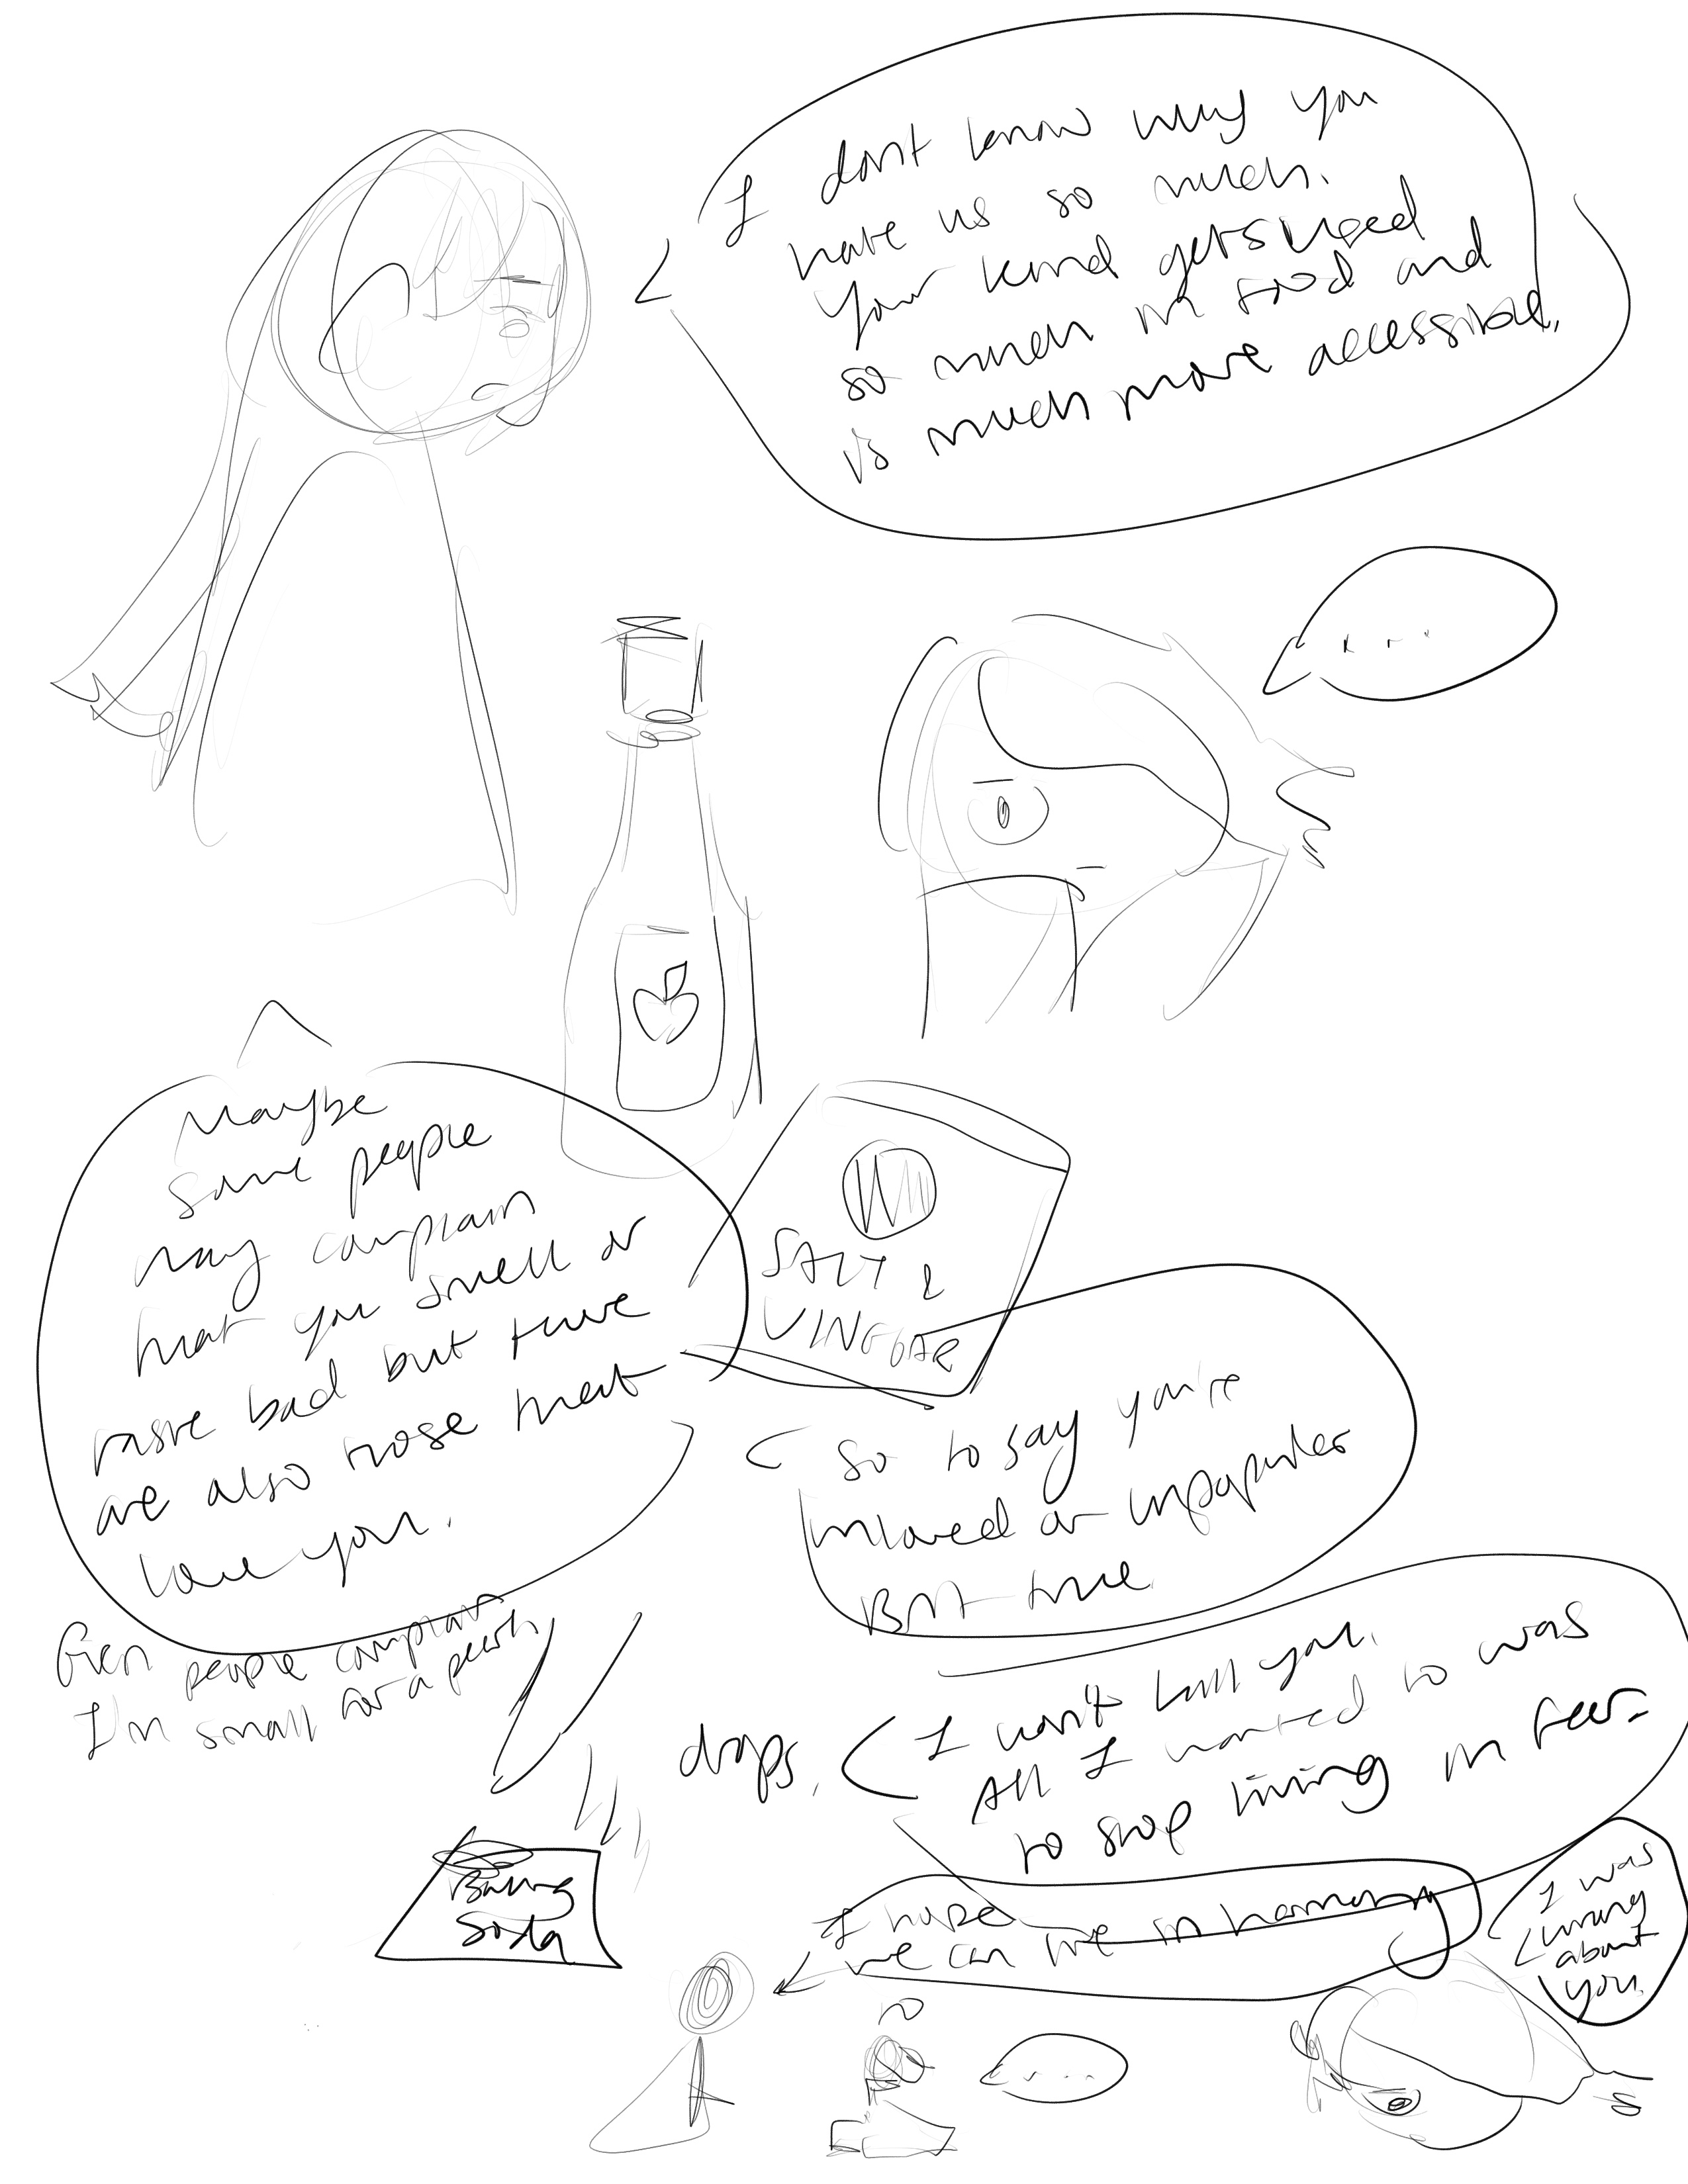 I dont know why you
hate us so much.
Your kind gets used
so much in food and
is much more accessible.
....
Maybe
some people
may complain
that you smell or
taste bad but there
are also those that
love you.
SALT &
VINGGAR
So to say you're
unloved or unpopular
isnt true
Even people complain
I'm small for a peach
drops.
I won't kill you.
All I wanted to was
to stop living in fear.
Baking
Soda
I hope
we can live in harmony
I was
wrong
about
you.
....